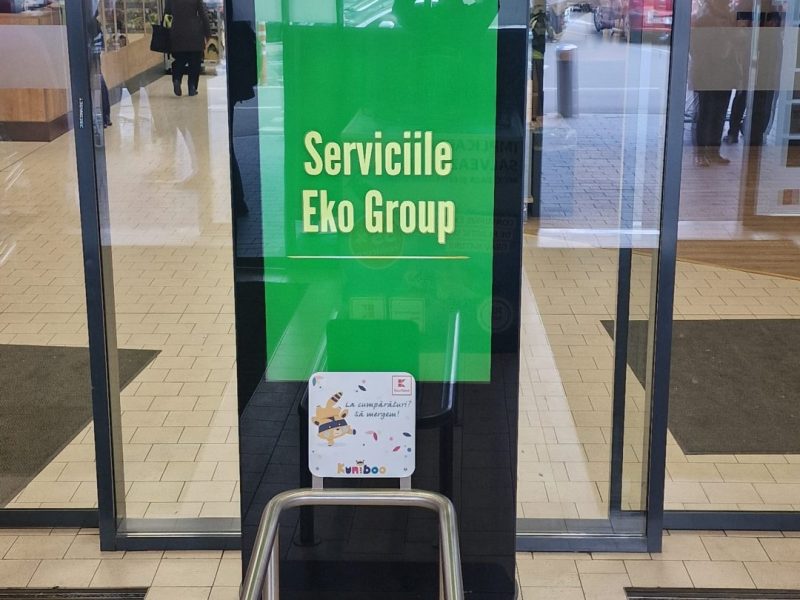 Serviciile
Eko Group
La cumpărături?
Să mergem!
Kuniboo